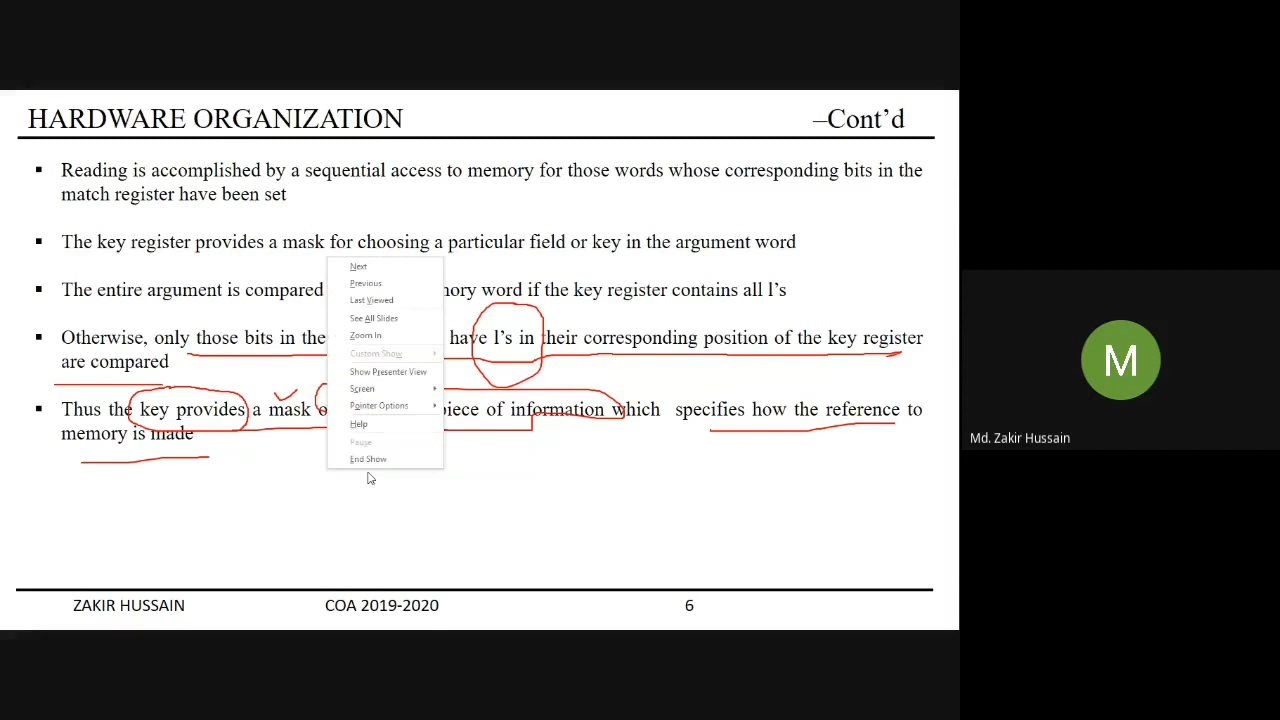 HARDWARE ORGANIZATION –Cont’d
▪ Reading is accomplished by a sequential access to memory for those words whose corresponding bits in the
match register have been set
▪ The key register provides a mask for choosing a particular field or key in the argument word
▪ The entire argument is compared word if the key register contains all l’s
▪ Otherwise, only those bits in the have l’s in their corresponding position of the key register
are compared
▪ Thus the key provides a mask piece of information which specifies how the reference to
memory is made
Next
Previous
Last Viewed
See All Slides
Zoom In
Custom Show
Show Presenter View
Screen
Pointer Options
Help
Pause
End Show
ZAKIR HUSSAIN COA 2019-2020 6
M
Md. Zakir Hussain